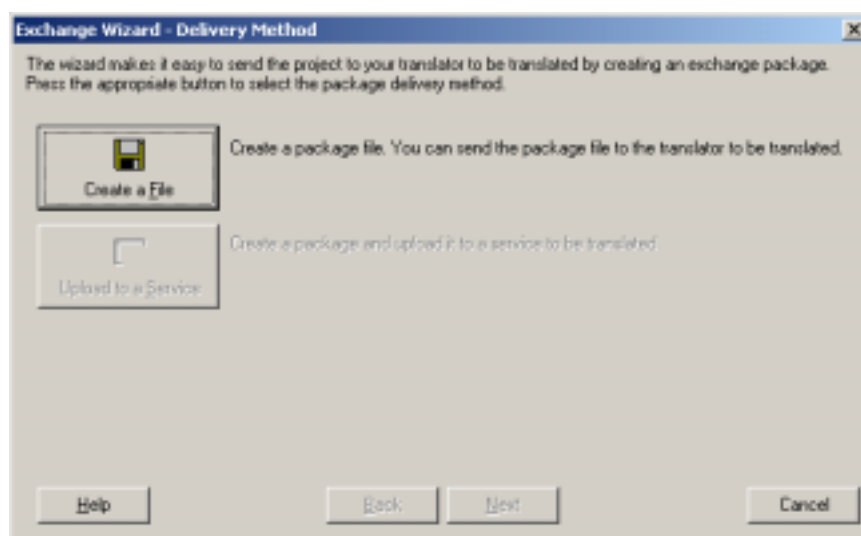 Exchange Wizard - Delivery Method
The wizard makes it easy to send the project to your translator to be translated by creating an exchange package.
Press the appropriate button to select the package delivery method.
Create a package file. You can send the package file to the translator to be translated.
Create a File
Create a package and upload it to a service to be translated.
Upload to a Service
Help
Back
Next
Cancel